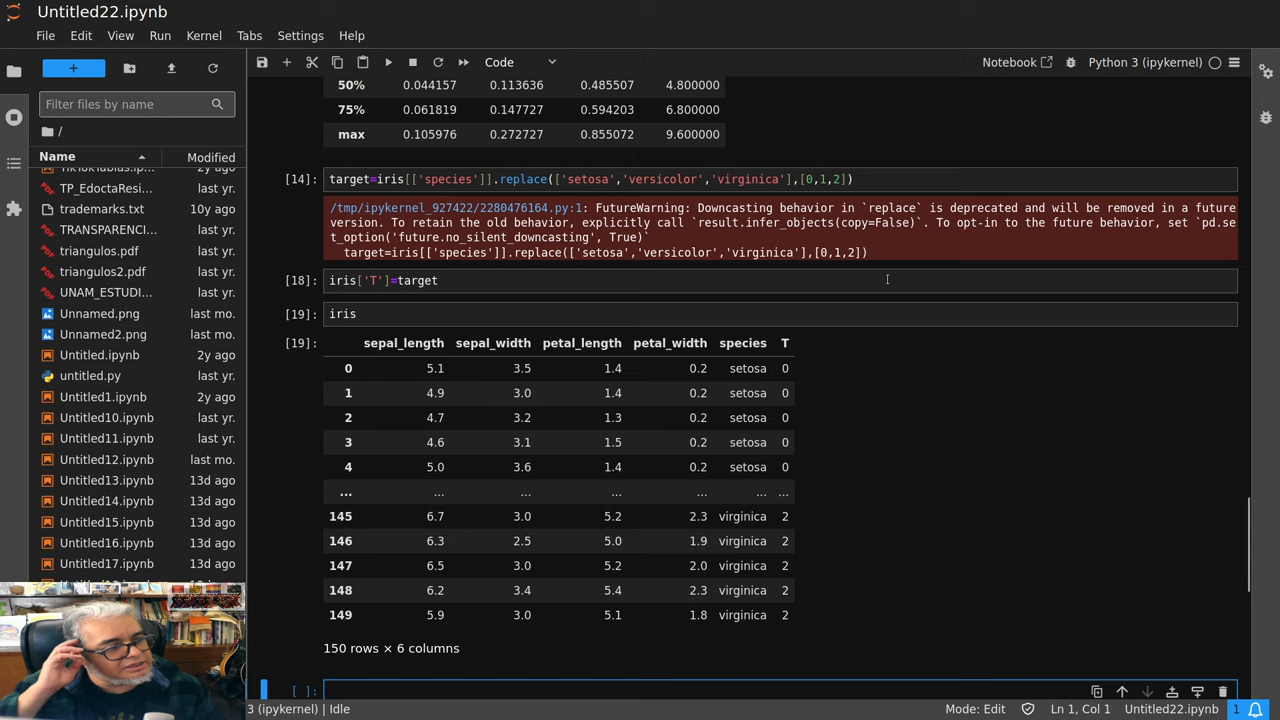 Untitled22.ipynb
File Edit View Run Kernel Tabs Settings Help
+
Code
Notebook
Python 3 (ipykernel)
Filter files by name
/
Name Modified
TP_EdoctaResi... last yr.
trademarks.txt 10y ago
TRANSPARENCI... last yr.
triangulos.pdf last yr.
triangulos2.pdf last yr.
UNAM_ESTUDI... last yr.
Unnamed.png last mo.
Unnamed2.png last mo.
Untitled.ipynb 2y ago
untitled.py last yr.
Untitled1.ipynb 2y ago
Untitled10.ipynb last yr.
Untitled11.ipynb last yr.
Untitled12.ipynb last mo.
Untitled13.ipynb 13d ago
Untitled14.ipynb 13d ago
Untitled15.ipynb 13d ago
Untitled16.ipynb 13d ago
Untitled17.ipynb 13d ago
50% 0.044157 0.113636 0.485507 4.800000
75% 0.061819 0.147727 0.594203 6.800000
max 0.105976 0.272727 0.855072 9.600000
[14]: target=iris[['species']].replace(['setosa','versicolor','virginica'],[0,1,2])
/tmp/ipykernel_927422/2280476164.py:1: FutureWarning: Downcasting behavior in `replace` is deprecated and will be removed in a future
version. To retain the old behavior, explicitly call `result.infer_objects(copy=False)`. To opt-in to the future behavior, set `pd.se
t_option('future.no_silent_downcasting', True)`
target=iris[['species']].replace(['setosa','versicolor','virginica'],[0,1,2])
[18]: iris['T']=target
[19]: iris
[19]: sepal_length sepal_width petal_length petal_width species T
0 5.1 3.5 1.4 0.2 setosa 0
1 4.9 3.0 1.4 0.2 setosa 0
2 4.7 3.2 1.3 0.2 setosa 0
3 4.6 3.1 1.5 0.2 setosa 0
4 5.0 3.6 1.4 0.2 setosa 0
... ... ... ... ... ... ...
145 6.7 3.0 5.2 2.3 virginica 2
146 6.3 2.5 5.0 1.9 virginica 2
147 6.5 3.0 5.2 2.0 virginica 2
148 6.2 3.4 5.4 2.3 virginica 2
149 5.9 3.0 5.1 1.8 virginica 2
150 rows × 6 columns
[ ]:
3 (ipykernel) | Idle
Mode: Edit
Ln 1, Col 1
Untitled22.ipynb
1